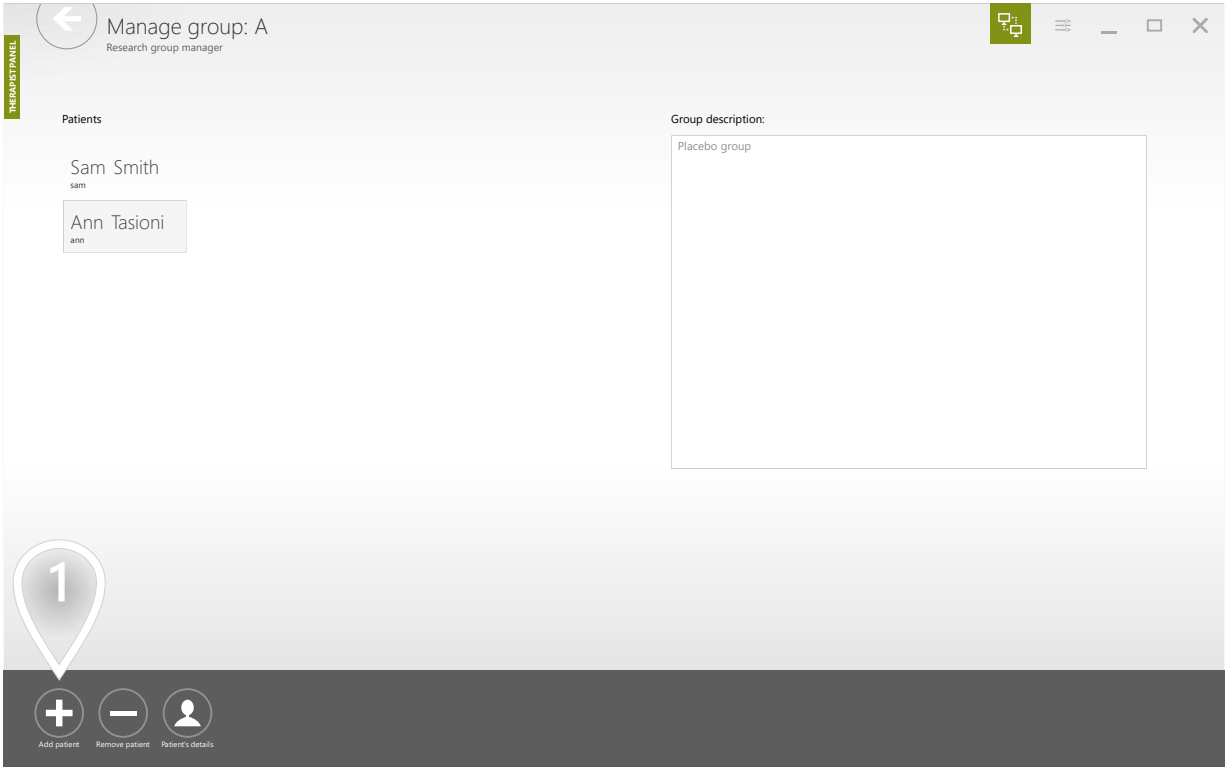 Manage group: A
Research group manager
THERAPIST PANEL
Patients
Sam Smith
sam
Ann Tasioni
ann
Group description:
Placebo group
1
Add patient
Remove patient
Patient's details